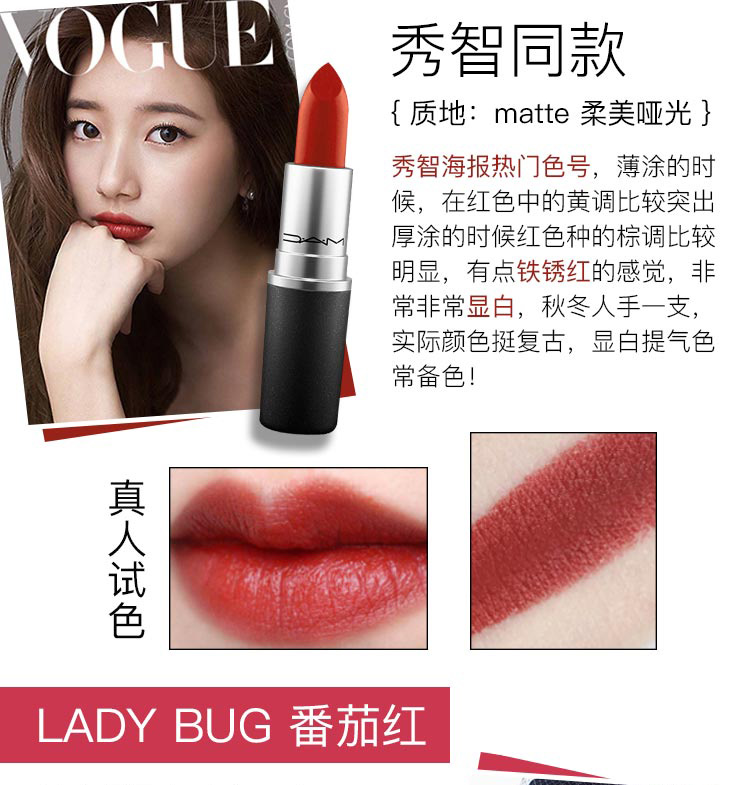 VOGUE
秀智同款
{ 质地：matte 柔美哑光 }
秀智海报热门色号，薄涂的时
候，在红色中的黄调比较突出
厚涂的时候红色种的棕调比较
明显，有点铁锈红的感觉，非
常非常显白，秋冬人手一支，
实际颜色挺复古，显白提气色
常备色！
MAC
真人试色
LADY BUG 番茄红